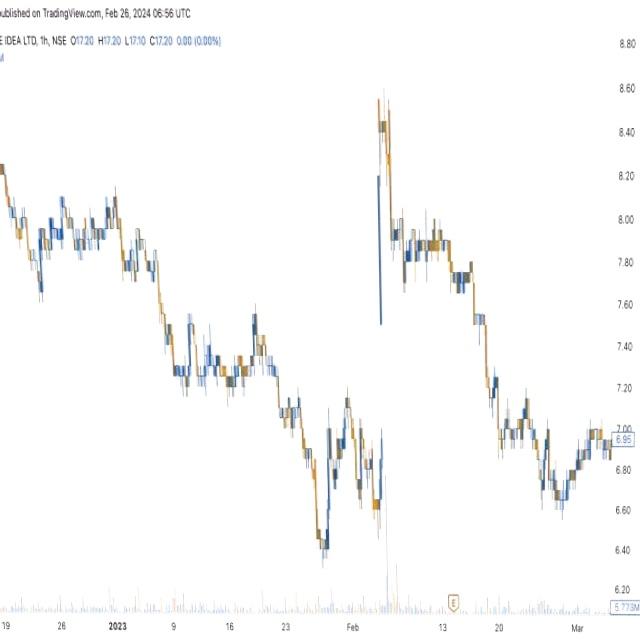 published on TradingView.com, Feb 26, 2024 06:56 UTC
E IDEA LTD, 1h, NSE O17.20 H17.20 L17.10 C17.20 0.00 (0.00%)
M
8.80
8.60
8.40
8.20
8.00
7.80
7.60
7.40
7.20
7.00
6.95
6.80
6.60
6.40
6.20
5.773M
E
19 26 2023 9 16 23 Feb 13 20 Mar